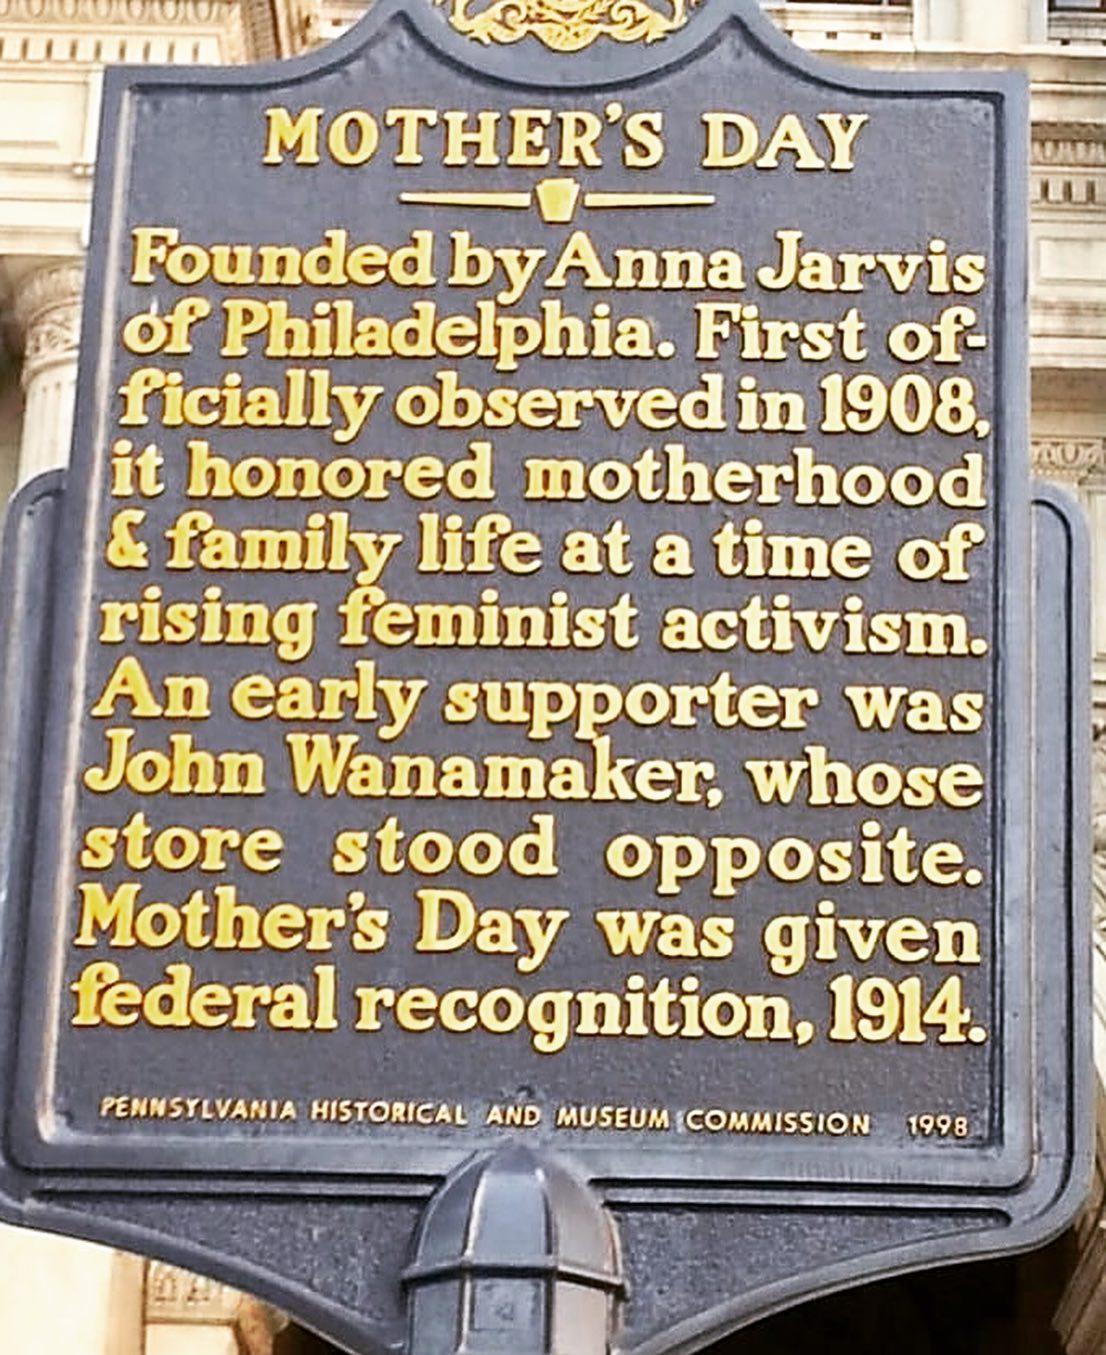 MOTHER'S DAY
Founded by Anna Jarvis
of Philadelphia. First of-
ficially observed in 1908,
it honored motherhood
& family life at a time of
rising feminist activism.
An early supporter was
John Wanamaker, whose
store stood opposite.
Mother's Day was given
federal recognition, 1914.
PENNSYLVANIA HISTORICAL AND MUSEUM COMMISSION 1998